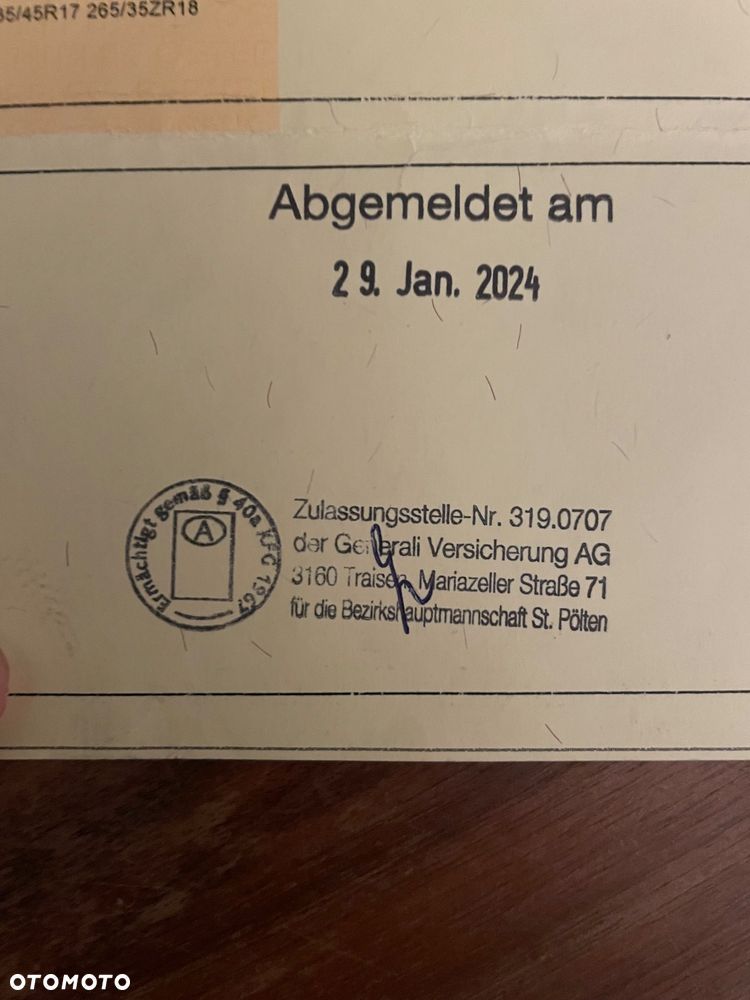 35/45R17 265/35ZR18
Abgemeldet am
29. Jan. 2024
Ermächtigt gemäß § 40a KFG 1967
A
Zulassungsstelle-Nr. 319.0707
der Generali Versicherung AG
3160 Traisen, Mariazeller Straße 71
für die Bezirkshauptmannschaft St. Pölten
OTOMOTO